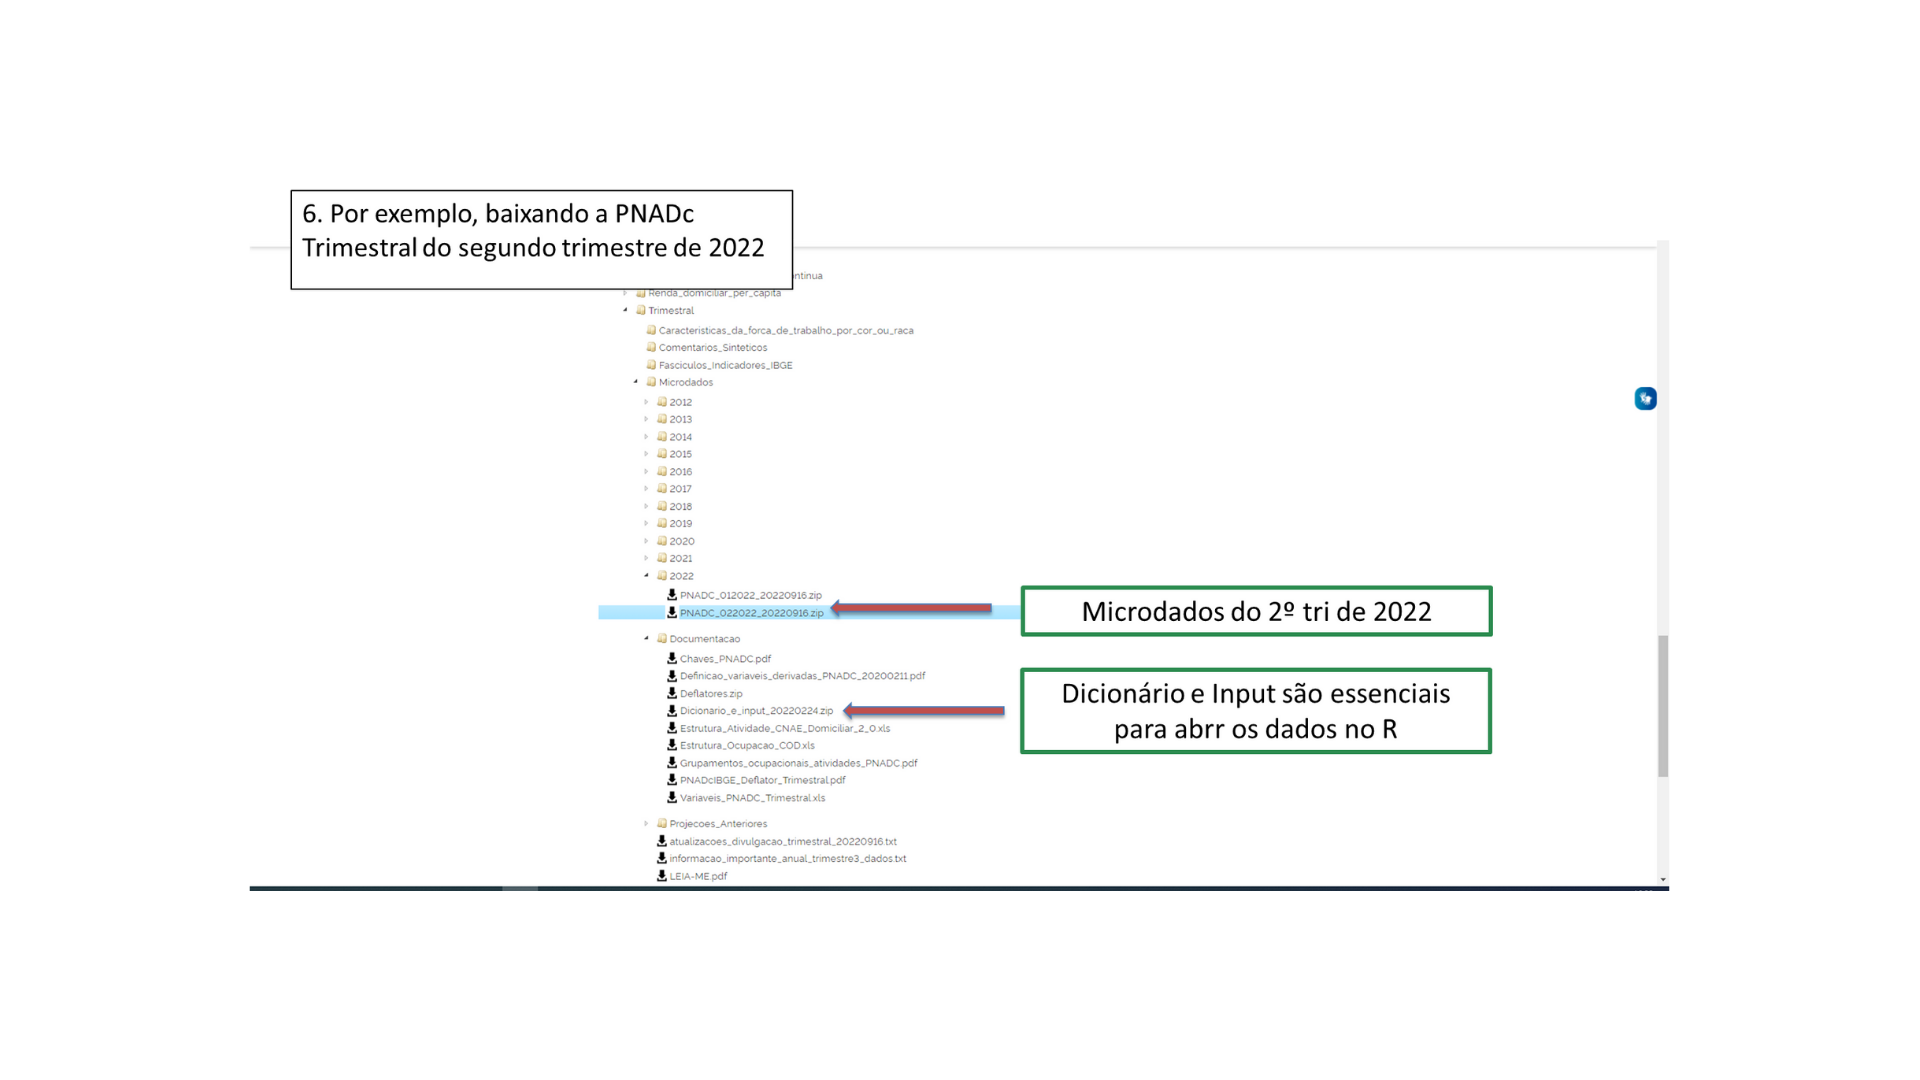 6. Por exemplo, baixando a PNADc
Trimestral do segundo trimestre de 2022
ontinua
Renda_domiciliar_per_capita
Trimestral
Caracteristicas_da_forca_de_trabalho_por_cor_ou_raca
Comentarios_Sinteticos
Fasciculos_Indicadores_IBGE
Microdados
2012
2013
2014
2015
2016
2017
2018
2019
2020
2021
2022
PNADC_012022_20220916.zip
PNADC_022022_20220916.zip
Microdados do 2º tri de 2022
Documentacao
Chaves_PNADC.pdf
Definicao_variaveis_derivadas_PNADC_20200211.pdf
Deflatores.zip
Dicionario_e_input_20220224.zip
Dicionário e Input são essenciais
para abrr os dados no R
Estrutura_Atividade_CNAE_Domiciliar_2_0.xls
Estrutura_Ocupacao_COD.xls
Grupamentos_ocupacionais_atividades_PNADC.pdf
PNADcIBGE_Deflator_Trimestral.pdf
Variaveis_PNADC_Trimestral.xls
Projecoes_Anteriores
atualizacoes_divulgacao_trimestral_20220916.txt
informacao_importante_anual_trimestre3_dados.txt
LEIA-ME.pdf